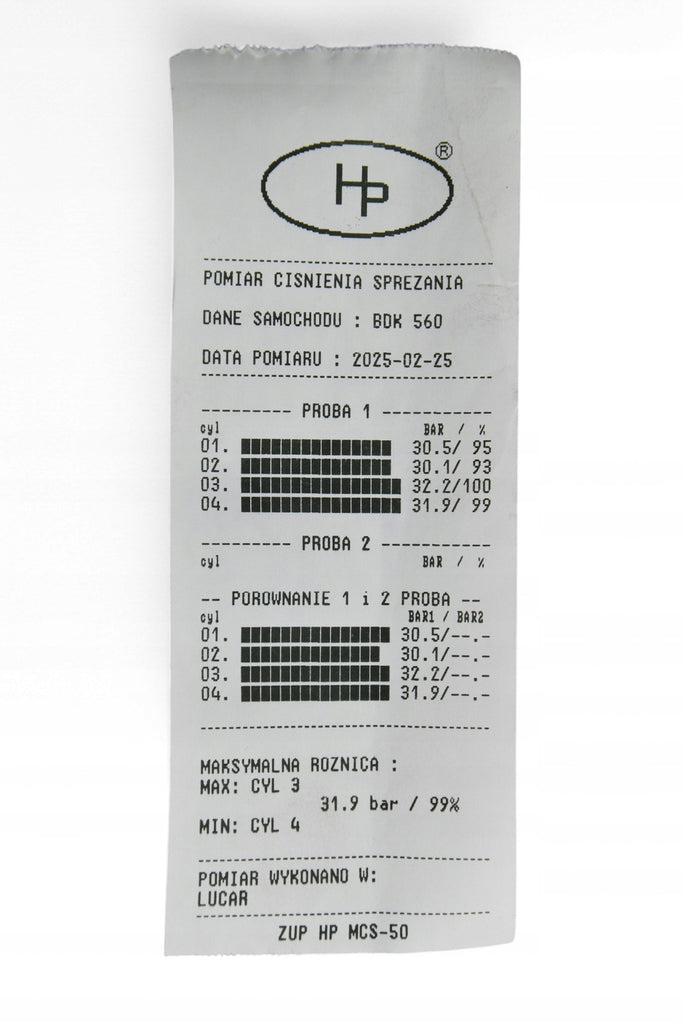 HP ®
POMIAR CISNIENIA SPREZANIA
DANE SAMOCHODU : BDK 560
DATA POMIARU : 2025-02-25
--------- PROBA 1 -----------
cyl BAR / %
01. 30.5/ 95
02. 30.1/ 93
03. 32.2/100
04. 31.9/ 99
--------- PROBA 2 -----------
cyl BAR / %
-- POROWNANIE 1 i 2 PROBA --
cyl BAR1 / BAR2
01. 30.5/--.-
02. 30.1/--.-
03. 32.2/--.-
04. 31.9/--.-
MAKSYMALNA ROZNICA :
MAX: CYL 3
31.9 bar / 99%
MIN: CYL 4
POMIAR WYKONANO W:
LUCAR
ZUP HP MCS-50